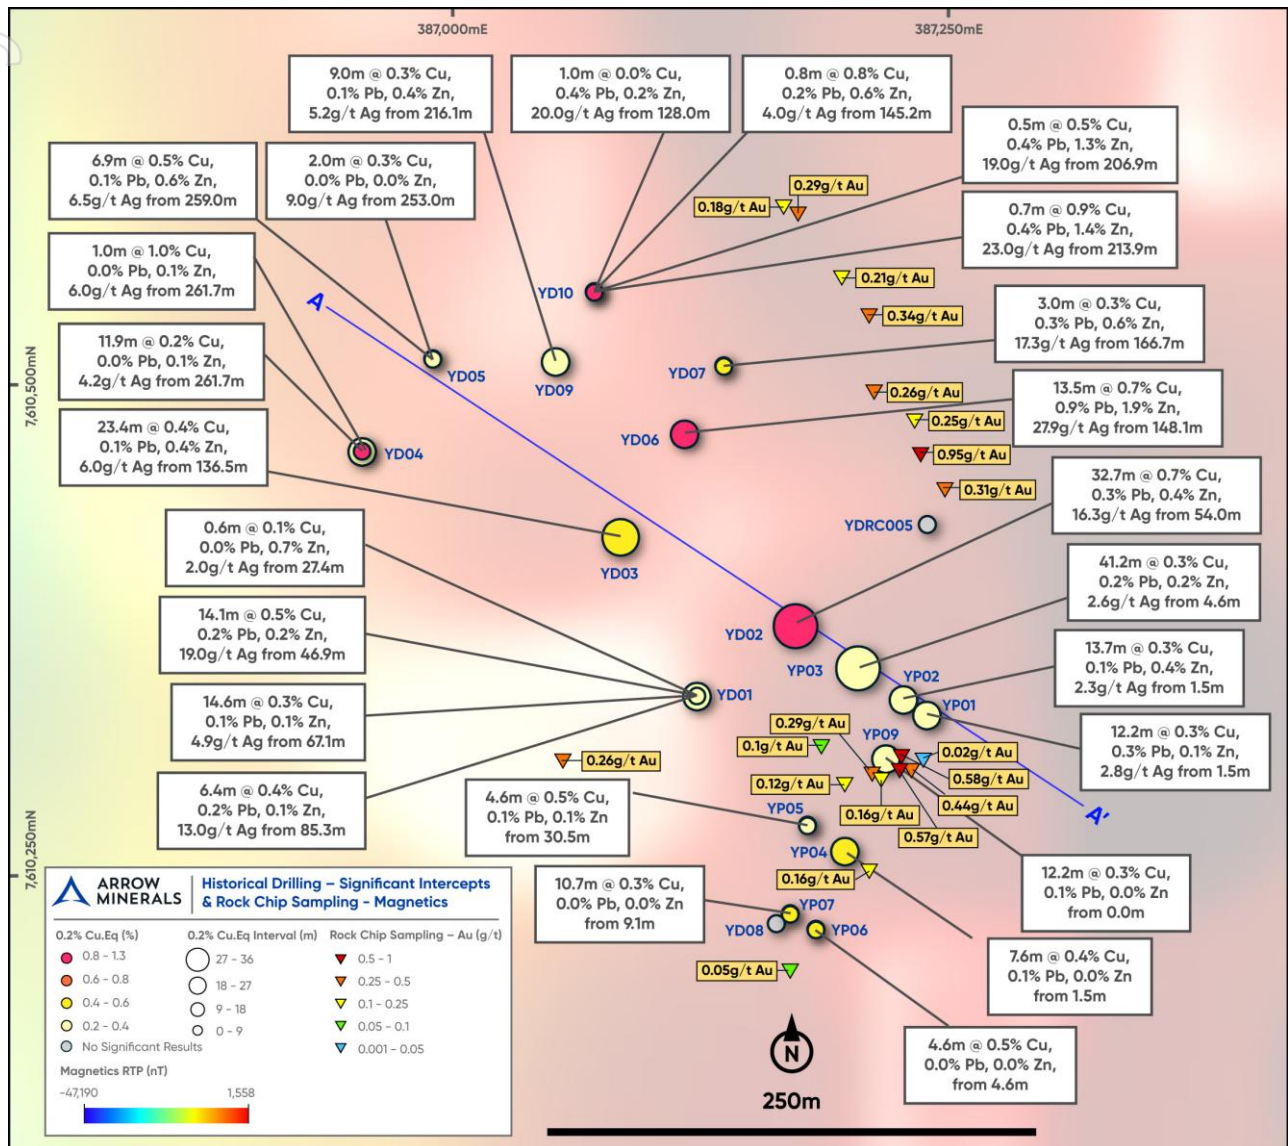 387,000mE
387,250mE
9.0m @ 0.3% Cu,
0.1% Pb, 0.4% Zn,
5.2g/t Ag from 216.1m
1.0m @ 0.0% Cu,
0.4% Pb, 0.2% Zn,
20.0g/t Ag from 128.0m
0.8m @ 0.8% Cu,
0.2% Pb, 0.6% Zn,
4.0g/t Ag from 145.2m
0.5m @ 0.5% Cu,
0.4% Pb, 1.3% Zn,
19.0g/t Ag from 206.9m
6.9m @ 0.5% Cu,
0.1% Pb, 0.6% Zn,
6.5g/t Ag from 259.0m
2.0m @ 0.3% Cu,
0.0% Pb, 0.0% Zn,
9.0g/t Ag from 253.0m
0.29g/t Au
0.18g/t Au
0.7m @ 0.9% Cu,
0.4% Pb, 1.4% Zn,
23.0g/t Ag from 213.9m
1.0m @ 1.0% Cu,
0.0% Pb, 0.1% Zn,
6.0g/t Ag from 261.7m
0.21g/t Au
YD10
A
0.34g/t Au
3.0m @ 0.3% Cu,
0.3% Pb, 0.6% Zn,
17.3g/t Ag from 166.7m
11.9m @ 0.2% Cu,
0.0% Pb, 0.1% Zn,
4.2g/t Ag from 261.7m
YD05
YD09
YD07
7,610,500mN
0.26g/t Au
13.5m @ 0.7% Cu,
0.9% Pb, 1.9% Zn,
27.9g/t Ag from 148.1m
23.4m @ 0.4% Cu,
0.1% Pb, 0.4% Zn,
6.0g/t Ag from 136.5m
0.25g/t Au
YD06
YD04
0.95g/t Au
0.31g/t Au
32.7m @ 0.7% Cu,
0.3% Pb, 0.4% Zn,
16.3g/t Ag from 54.0m
YDRC005
0.6m @ 0.1% Cu,
0.0% Pb, 0.7% Zn,
2.0g/t Ag from 27.4m
YD03
41.2m @ 0.3% Cu,
0.2% Pb, 0.2% Zn,
2.6g/t Ag from 4.6m
14.1m @ 0.5% Cu,
0.2% Pb, 0.2% Zn,
19.0g/t Ag from 46.9m
YD02
YP03
YP02
13.7m @ 0.3% Cu,
0.1% Pb, 0.4% Zn,
2.3g/t Ag from 1.5m
YD01
YP01
14.6m @ 0.3% Cu,
0.1% Pb, 0.1% Zn,
4.9g/t Ag from 67.1m
0.29g/t Au
0.1g/t Au
YP09
0.02g/t Au
12.2m @ 0.3% Cu,
0.3% Pb, 0.1% Zn,
2.8g/t Ag from 1.5m
0.26g/t Au
0.58g/t Au
0.12g/t Au
0.44g/t Au
0.16g/t Au
0.57g/t Au
A'
6.4m @ 0.4% Cu,
0.2% Pb, 0.1% Zn,
13.0g/t Ag from 85.3m
4.6m @ 0.5% Cu,
0.1% Pb, 0.1% Zn
from 30.5m
YP05
YP04
0.16g/t Au
7,610,250mN
12.2m @ 0.3% Cu,
0.1% Pb, 0.0% Zn
from 0.0m
10.7m @ 0.3% Cu,
0.0% Pb, 0.0% Zn
from 9.1m
YP07
YD08
YP06
0.05g/t Au
7.6m @ 0.4% Cu,
0.1% Pb, 0.0% Zn
from 1.5m
4.6m @ 0.5% Cu,
0.0% Pb, 0.0% Zn,
from 4.6m
ARROW
MINERALS
Historical Drilling – Significant Intercepts
& Rock Chip Sampling - Magnetics
0.2% Cu.Eq (%)
0.8 - 1.3
0.6 - 0.8
0.4 - 0.6
0.2 - 0.4
No Significant Results
0.2% Cu.Eq Interval (m)
27 - 36
18 - 27
9 - 18
0 - 9
Rock Chip Sampling – Au (g/t)
0.5 - 1
0.25 - 0.5
0.1 - 0.25
0.05 - 0.1
0.001 - 0.05
Magnetics RTP (nT)
-47,190
1,558
N
250m